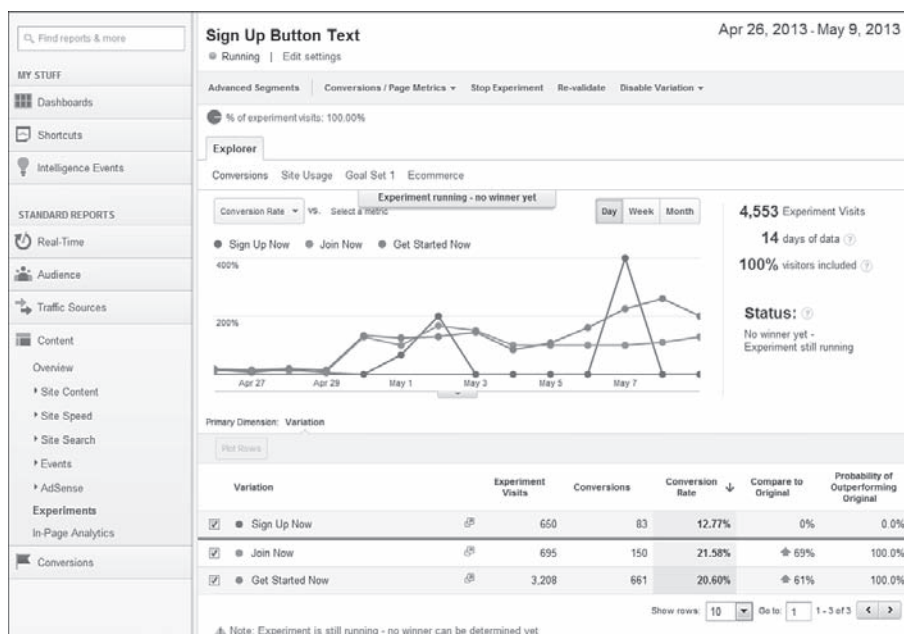 Find reports & more
MY STUFF
Dashboards
Shortcuts
Intelligence Events
STANDARD REPORTS
Real-Time
Audience
Traffic Sources
Content
Overview
Site Content
Site Speed
Site Search
Events
AdSense
Experiments
In-Page Analytics
Conversions
Sign Up Button Text
Apr 26, 2013 - May 9, 2013
Running | Edit settings
Advanced Segments | Conversions / Page Metrics Stop Experiment Re-validate Disable Variation
% of experiment visits: 100.00%
Explorer
Conversions Site Usage Goal Set 1 Ecommerce
Experiment running - no winner yet
Conversion Rate VS. Select a metric
Day Week Month
Sign Up Now Join Now Get Started Now
400%
200%
Apr 27 Apr 29 May 1 May 3 May 5 May 7
4,553 Experiment Visits
14 days of data ?
100% visitors included ?
Status: ?
No winner yet -
Experiment still running
Primary Dimension: Variation
Plot Rows
Variation Experiment Visits Conversions Conversion Rate Compare to Original Probability of Outperforming Original
Sign Up Now 650 83 12.77% 0% 0.0%
Join Now 695 150 21.58% 69% 100.0%
Get Started Now 3,208 661 20.60% 61% 100.0%
Show rows: 10 Go to: 1 1 - 3 of 3
Note: Experiment is still running - no winner can be determined yet